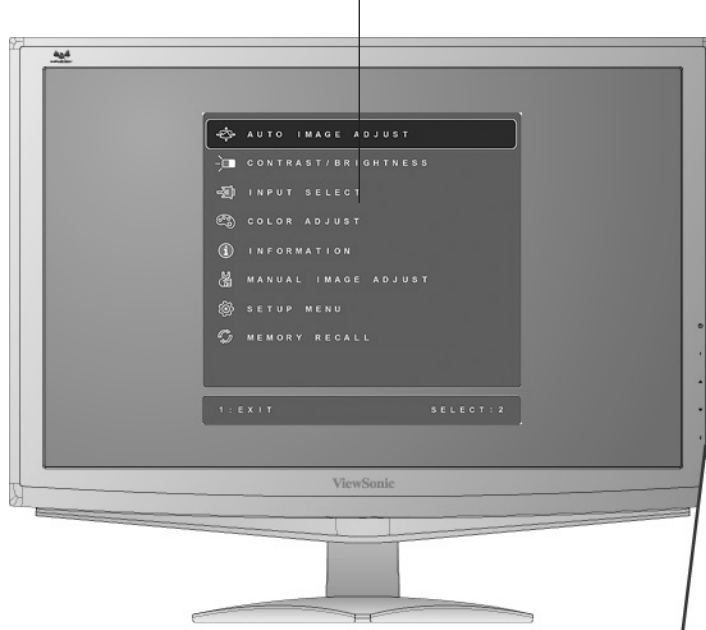 AUTO IMAGE ADJUST
CONTRAST/BRIGHTNESS
INPUT SELECT
COLOR ADJUST
INFORMATION
MANUAL IMAGE ADJUST
SETUP MENU
MEMORY RECALL
1:EXIT SELECT:2
ViewSonic